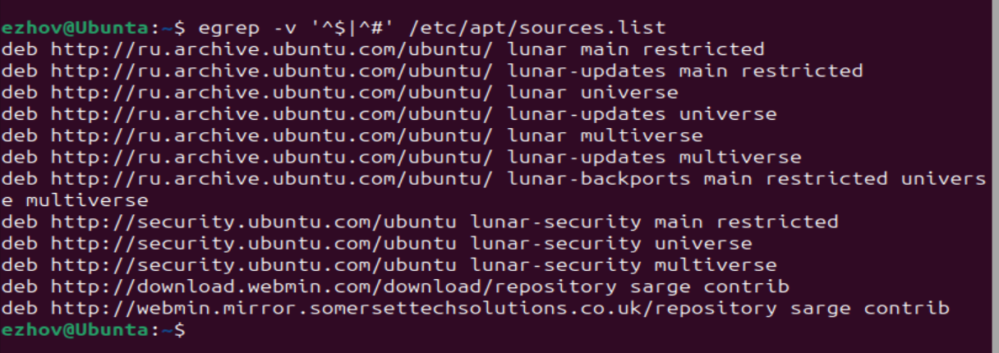 ezhov@Ubunta:~$ egrep -v '^$|^#' /etc/apt/sources.list
deb http://ru.archive.ubuntu.com/ubuntu/ lunar main restricted
deb http://ru.archive.ubuntu.com/ubuntu/ lunar-updates main restricted
deb http://ru.archive.ubuntu.com/ubuntu/ lunar universe
deb http://ru.archive.ubuntu.com/ubuntu/ lunar-updates universe
deb http://ru.archive.ubuntu.com/ubuntu/ lunar multiverse
deb http://ru.archive.ubuntu.com/ubuntu/ lunar-updates multiverse
deb http://ru.archive.ubuntu.com/ubuntu/ lunar-backports main restricted univers
e multiverse
deb http://security.ubuntu.com/ubuntu lunar-security main restricted
deb http://security.ubuntu.com/ubuntu lunar-security universe
deb http://security.ubuntu.com/ubuntu lunar-security multiverse
deb http://download.webmin.com/download/repository sarge contrib
deb http://webmin.mirror.somersettechsolutions.co.uk/repository sarge contrib
ezhov@Ubunta:~$